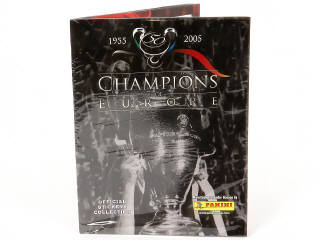 1955 2005
CHAMPIONS
OF
EUROPE
OFFICIAL
STICKER
COLLECTION
PANINI